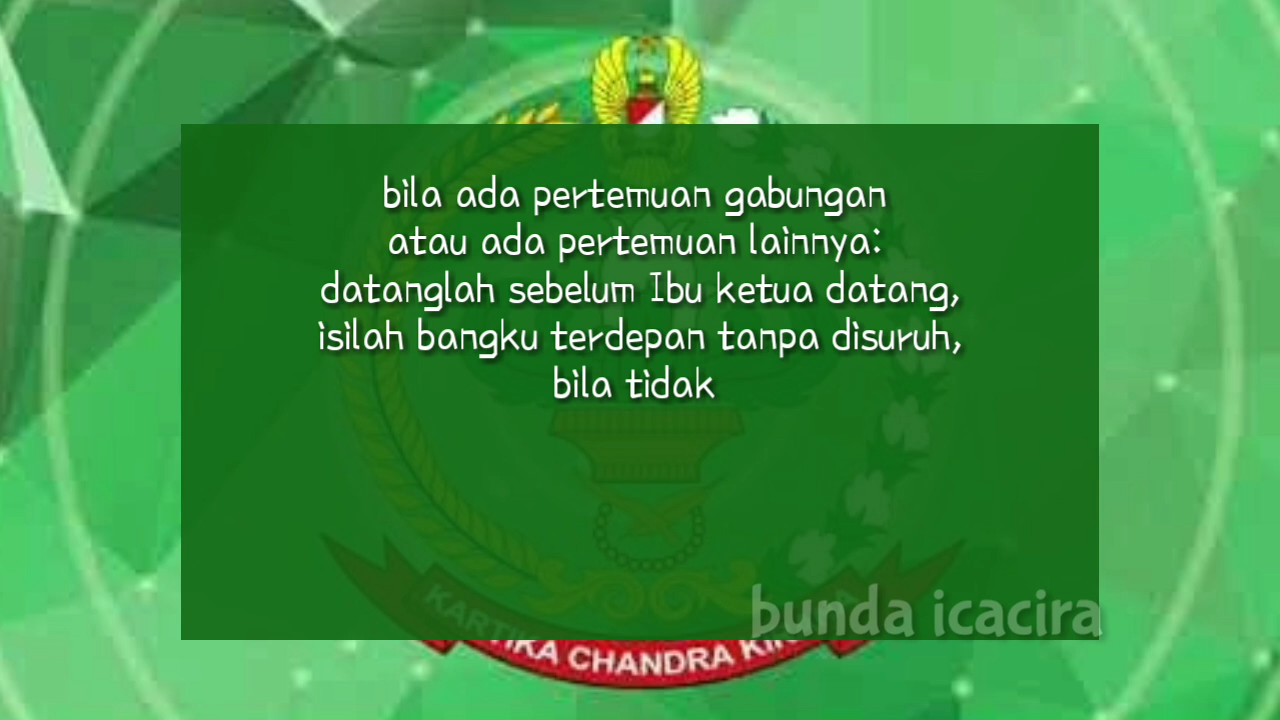 bila ada pertemuan gabungan
atau ada pertemuan lainnya:
datanglah sebelum Ibu ketua datang,
isilah bangku terdepan tanpa disuruh,
bila tidak
bunda icacira
KARTIKA CHANDRA